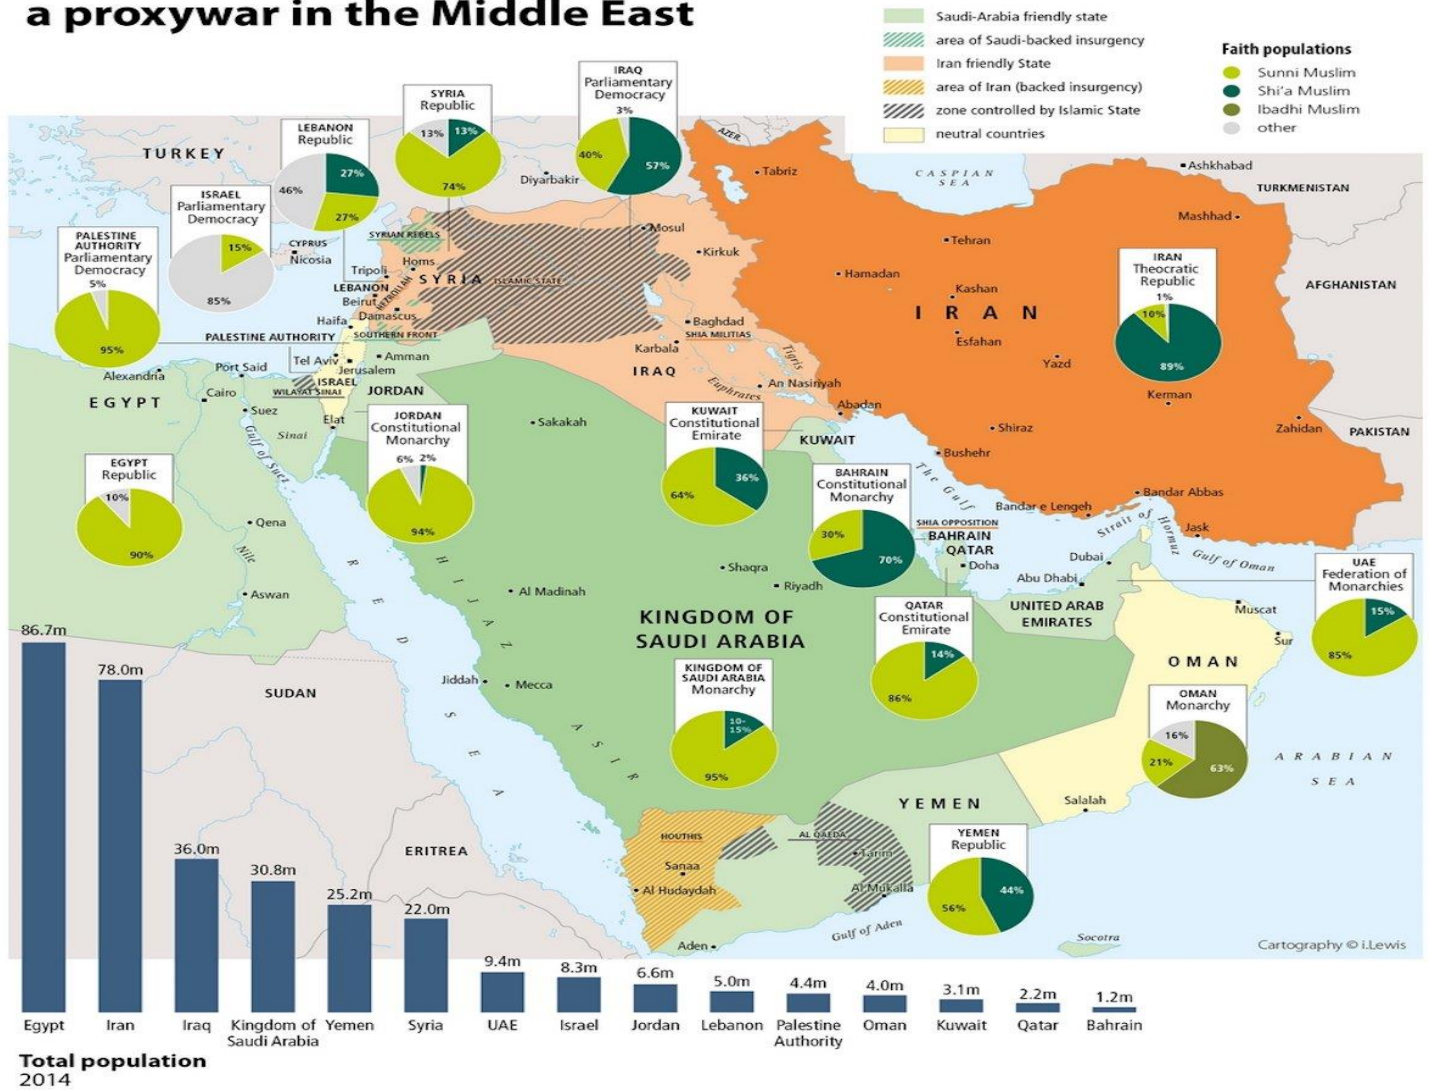 a proxywar in the Middle East
Saudi-Arabia friendly state
area of Saudi-backed insurgency
Iran friendly State
area of Iran (backed insurgency)
zone controlled by Islamic State
neutral countries
Faith populations
Sunni Muslim
Shi'a Muslim
Ibadhi Muslim
other
IRAQ
Parliamentary
Democracy
3%
40%
57%
SYRIA
Republic
13%
13%
74%
LEBANON
Republic
27%
46%
27%
ISRAEL
Parliamentary
Democracy
15%
85%
PALESTINE
AUTHORITY
Parliamentary
Democracy
5%
95%
TURKEY
Diyarbakir
AZER.
Tabriz
CASPIAN
SEA
Ashkhabad
TURKMENISTAN
Mashhad
CYPRUS
Nicosia
SYRIAN REBELS
Mosul
Kirkuk
Tehran
Hamadan
Kashan
IRAN
Esfahan
Yazd
Kerman
IRAN
Theocratic
Republic
1%
10%
89%
AFGHANISTAN
Tripoli
Homs
SYRIA
ISLAMIC STATE
LEBANON
HEZBOLLAH
Beirut
Damascus
Haifa
PALESTINE AUTHORITY
SOUTHERN FRONT
Baghdad
SHIA MILITIAS
Karbala
Tigris
IRAQ
Euphrates
An Nasiriyah
Abadan
Tel Aviv
Amman
Jerusalem
ISRAEL
WILAYAT SINAI
JORDAN
Elat
Alexandria
Port Said
Cairo
EGYPT
Suez
Sinai
Gulf of Suez
JORDAN
Constitutional
Monarchy
6%
2%
94%
Sakakah
KUWAIT
Constitutional
Emirate
36%
64%
KUWAIT
Shiraz
Bushehr
Zahidan
PAKISTAN
EGYPT
Republic
10%
90%
BAHRAIN
Constitutional
Monarchy
30%
70%
The Gulf
Bandar e Lengeh
Bandar Abbas
Strait of Hormuz
Jask
Gulf of Oman
SHIA OPPOSITION
BAHRAIN
QATAR
Doha
Dubai
Abu Dhabi
UNITED ARAB
EMIRATES
UAE
Federation of
Monarchies
15%
85%
Qena
Nile
Aswan
RED SEA
HIJAZ
Al Madinah
Shaqra
Riyadh
KINGDOM OF
SAUDI ARABIA
QATAR
Constitutional
Emirate
14%
86%
Muscat
Sur
OMAN
KINGDOM OF
SAUDI ARABIA
Monarchy
10-
15%
95%
Jiddah
Mecca
ASIR
OMAN
Monarchy
16%
21%
63%
ARABIAN
SEA
SUDAN
ERITREA
YEMEN
Salalah
HOUTHIS
Sanaa
Al Hudaydah
AL QAEDA
Tarim
Al Mukalla
Gulf of Aden
Aden
YEMEN
Republic
44%
56%
Socotra
Cartography © i.Lewis
86.7m
78.0m
36.0m
30.8m
25.2m
22.0m
9.4m
8.3m
6.6m
5.0m
4.4m
4.0m
3.1m
2.2m
1.2m
Egypt
Iran
Iraq
Kingdom of
Saudi Arabia
Yemen
Syria
UAE
Israel
Jordan
Lebanon
Palestine
Authority
Oman
Kuwait
Qatar
Bahrain
Total population
2014